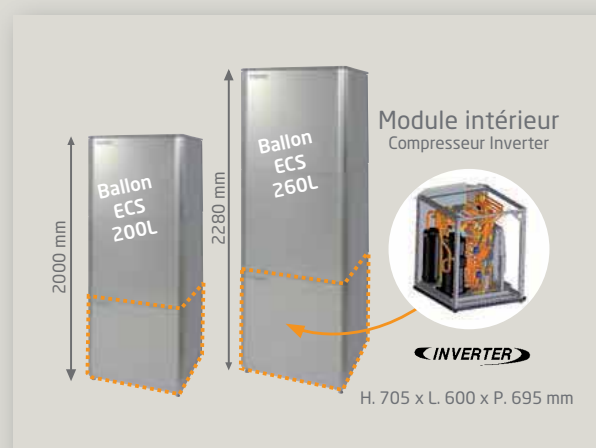 Module intérieur
Compresseur Inverter
Ballon
ECS
200L
Ballon
ECS
260L
2000 mm
2280 mm
INVERTER
H. 705 x L. 600 x P. 695 mm